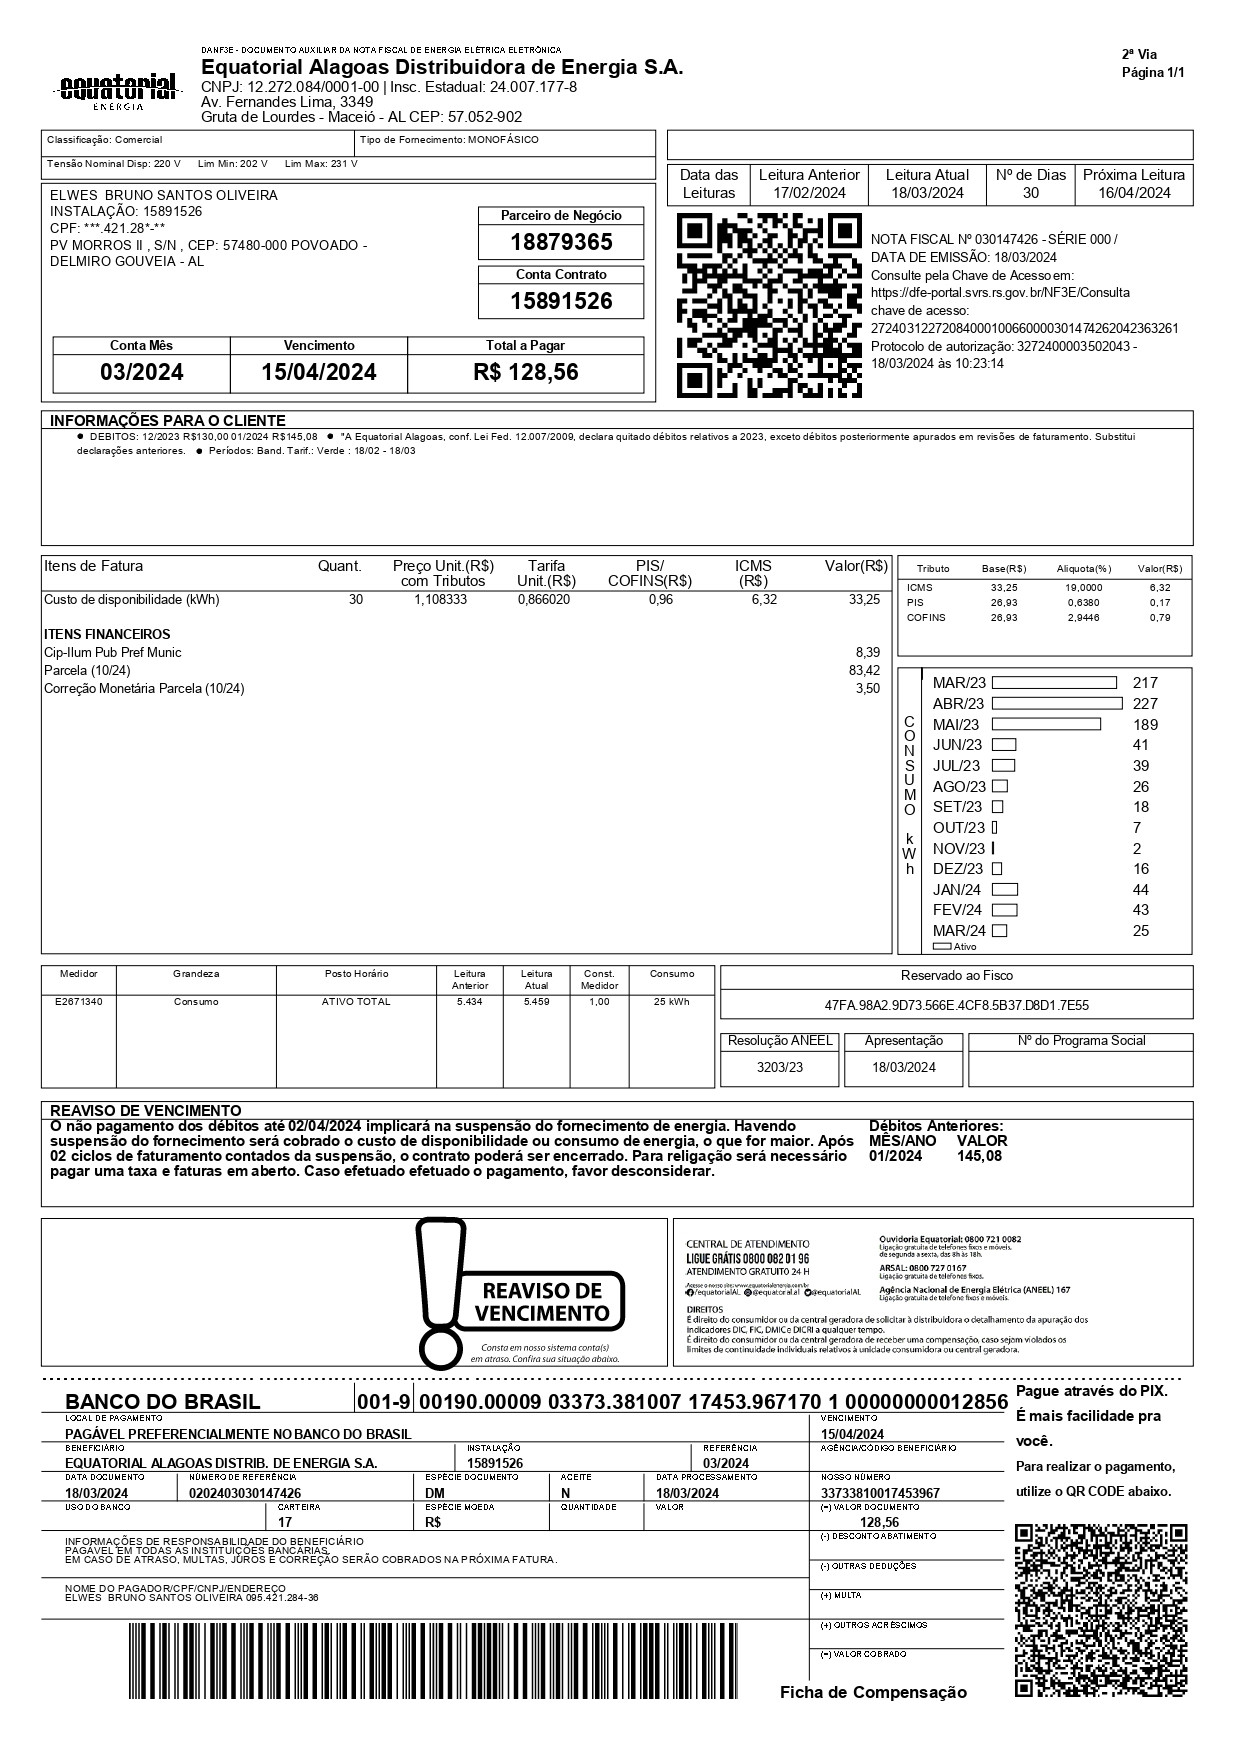 DANF3E - DOCUMENTO AUXILIAR DA NOTA FISCAL DE ENERGIA ELÉTRICA ELETRÔNICA
2ª Via
Página 1/1
equatorial
ENERGIA
Equatorial Alagoas Distribuidora de Energia S.A.
CNPJ: 12.272.084/0001-00 | Insc. Estadual: 24.007.177-8
Av. Fernandes Lima, 3349
Gruta de Lourdes - Maceió - AL CEP: 57.052-902
Classificação: Comercial
Tipo de Fornecimento: MONOFÁSICO
Tensão Nominal Disp: 220 V Lim Min: 202 V Lim Max: 231 V
Data das Leituras
Leitura Anterior 17/02/2024
Leitura Atual 18/03/2024
Nº de Dias 30
Próxima Leitura 16/04/2024
ELWES BRUNO SANTOS OLIVEIRA
INSTALAÇÃO: 15891526
CPF: ***.421.28*-**
PV MORROS II , S/N , CEP: 57480-000 POVOADO -
DELMIRO GOUVEIA - AL
Parceiro de Negócio
18879365
Conta Contrato
15891526
Conta Mês Vencimento Total a Pagar
03/2024 15/04/2024 R$ 128,56
NOTA FISCAL Nº 030147426 - SÉRIE 000 /
DATA DE EMISSÃO: 18/03/2024
Consulte pela Chave de Acesso em:
https://dfe-portal.svrs.rs.gov.br/NF3E/Consulta
chave de acesso:
27240312272084000100660000301474262042363261
Protocolo de autorização: 3272400003502043 -
18/03/2024 às 10:23:14
INFORMAÇÕES PARA O CLIENTE
● DEBITOS: 12/2023 R$130,00 01/2024 R$145,08 ● "A Equatorial Alagoas, conf. Lei Fed. 12.007/2009, declara quitado débitos relativos a 2023, exceto débitos posteriormente apurados em revisões de faturamento. Substitui
declarações anteriores. ● Períodos: Band. Tarif.: Verde : 18/02 - 18/03
Itens de Fatura Quant. Preço Unit.(R$) com Tributos Tarifa Unit.(R$) PIS/ COFINS(R$) ICMS (R$) Valor(R$)
Custo de disponibilidade (kWh) 30 1,108333 0,866020 0,96 6,32 33,25
ITENS FINANCEIROS
Cip-Ilum Pub Pref Munic 8,39
Parcela (10/24) 83,42
Correção Monetária Parcela (10/24) 3,50
Tributo Base(R$) Aliquota(%) Valor(R$)
ICMS 33,25 19,0000 6,32
PIS 26,93 0,6380 0,17
COFINS 26,93 2,9446 0,79
CONSUMO kWh
MAR/23 217
ABR/23 227
MAI/23 189
JUN/23 41
JUL/23 39
AGO/23 26
SET/23 18
OUT/23 7
NOV/23 2
DEZ/23 16
JAN/24 44
FEV/24 43
MAR/24 25
Ativo
Medidor Grandeza Posto Horário Leitura Anterior Leitura Atual Const. Medidor Consumo
E2671340 Consumo ATIVO TOTAL 5.434 5.459 1,00 25 kWh
Reservado ao Fisco
47FA.98A2.9D73.566E.4CF8.5B37.D8D1.7E55
Resolução ANEEL Apresentação Nº do Programa Social
3203/23 18/03/2024
REAVISO DE VENCIMENTO
O não pagamento dos débitos até 02/04/2024 implicará na suspensão do fornecimento de energia. Havendo
suspensão do fornecimento será cobrado o custo de disponibilidade ou consumo de energia, o que for maior. Após
02 ciclos de faturamento contados da suspensão, o contrato poderá ser encerrado. Para religação será necessário
pagar uma taxa e faturas em aberto. Caso efetuado efetuado o pagamento, favor desconsiderar.
Débitos Anteriores:
MÊS/ANO VALOR
01/2024 145,08
REAVISO DE
VENCIMENTO
Consta em nosso sistema conta(s)
em atraso. Confira sua situação abaixo.
CENTRAL DE ATENDIMENTO
LIGUE GRÁTIS 0800 082 01 96
ATENDIMENTO GRATUITO 24 H
Acesse o nosso site: www.equatorialenergia.com.br
/equatorialAL @equatorial.al @equatorialAL
Ouvidoria Equatorial: 0800 721 0082
Ligação gratuita de telefones fixos e móveis,
de segunda a sexta, das 8h às 18h.
ARSAL: 0800 727 0167
Ligação gratuita de telefones fixos.
Agência Nacional de Energia Elétrica (ANEEL) 167
Ligação gratuita de telefone fixos e móveis.
DIREITOS
É direito do consumidor ou da central geradora de solicitar à distribuidora o detalhamento da apuração dos
indicadores DIC, FIC, DMIC e DICRI a qualquer tempo.
É direito do consumidor ou da central geradora de receber uma compensação, caso sejam violados os
limites de continuidade individuais relativos à unidade consumidora ou central geradora.
BANCO DO BRASIL 001-9 00190.00009 03373.381007 17453.967170 1 00000000012856
LOCAL DE PAGAMENTO
PAGÁVEL PREFERENCIALMENTE NO BANCO DO BRASIL
VENCIMENTO
15/04/2024
BENEFICIÁRIO INSTALAÇÃO REFERÊNCIA AGÊNCIA/CÓDIGO BENEFICIÁRIO
EQUATORIAL ALAGOAS DISTRIB. DE ENERGIA S.A. 15891526 03/2024
DATA DOCUMENTO NÚMERO DE REFERÊNCIA ESPÉCIE DOCUMENTO ACEITE DATA PROCESSAMENTO NOSSO NÚMERO
18/03/2024 0202403030147426 DM N 18/03/2024 33733810017453967
USO DO BANCO CARTEIRA ESPÉCIE MOEDA QUANTIDADE VALOR (=) VALOR DOCUMENTO
17 R$ 128,56
INFORMAÇÕES DE RESPONSABILIDADE DO BENEFICIÁRIO
PAGÁVEL EM TODAS AS INSTITUIÇÕES BANCÁRIAS.
EM CASO DE ATRASO, MULTAS, JUROS E CORREÇÃO SERÃO COBRADOS NA PRÓXIMA FATURA.
(-) DESCONTO ABATIMENTO
(-) OUTRAS DEDUÇÕES
(+) MULTA
(+) OUTROS ACRÉSCIMOS
(=) VALOR COBRADO
NOME DO PAGADOR/CPF/CNPJ/ENDEREÇO
ELWES BRUNO SANTOS OLIVEIRA 095.421.284-36
Ficha de Compensação
Pague através do PIX.
É mais facilidade pra
você.
Para realizar o pagamento,
utilize o QR CODE abaixo.